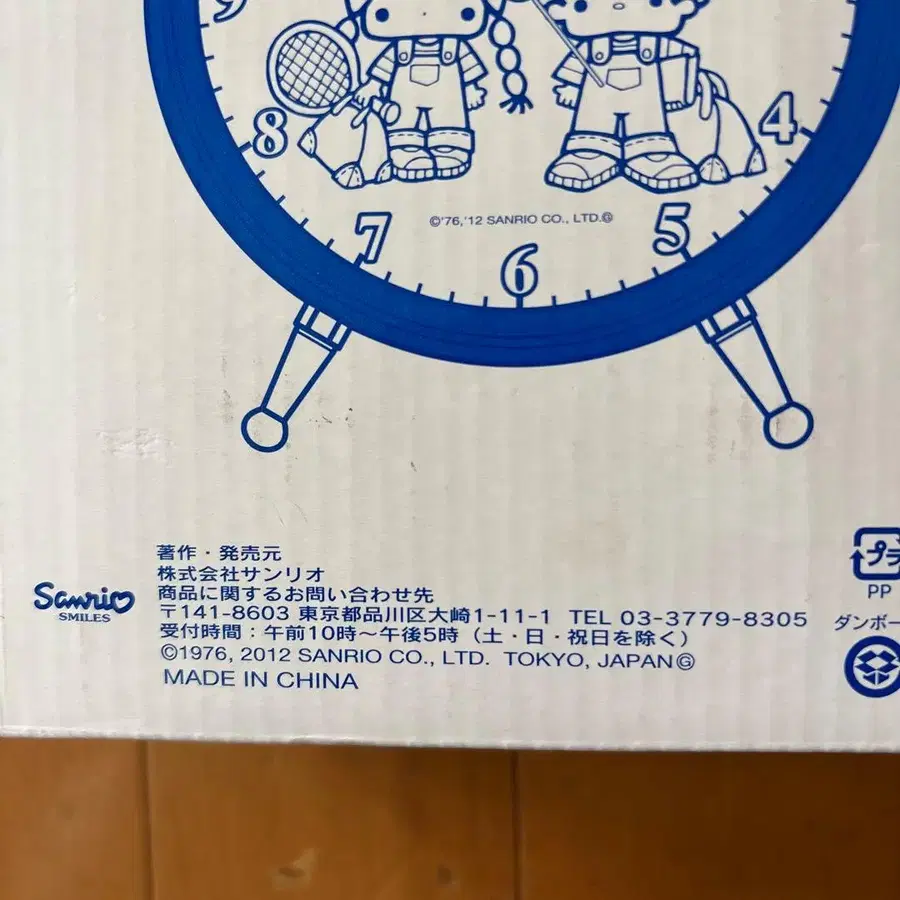 9
8
4
©'76,'12 SANRIO CO., LTD.Ⓖ
7
5
6
著作・発売元
株式会社サンリオ
商品に関するお問い合わせ先
〒141-8603 東京都品川区大崎1-11-1 TEL 03-3779-8305
受付時間：午前10時～午後5時（土・日・祝日を除く）
©1976, 2012 SANRIO CO., LTD. TOKYO, JAPANⒼ
MADE IN CHINA
Sanrio
SMILES
プラ
PP
ダンボー